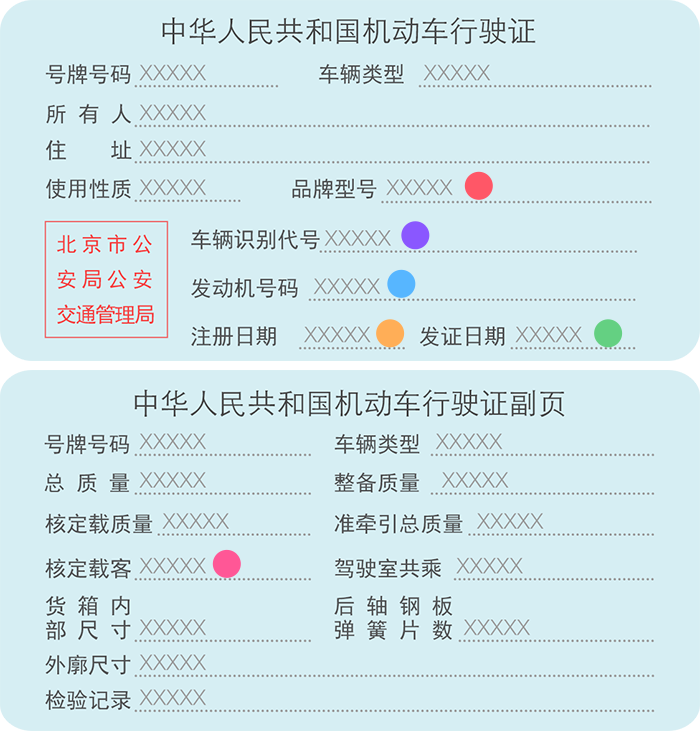 中华人民共和国机动车行驶证
号牌号码 XXXXX 车辆类型 XXXXX
所有人 XXXXX
住址 XXXXX
使用性质 XXXXX 品牌型号 XXXXX
北京市公
安局公安
交通管理局
车辆识别代号 XXXXX
发动机号码 XXXXX
注册日期 XXXXX 发证日期 XXXXX
中华人民共和国机动车行驶证副页
号牌号码 XXXXX 车辆类型 XXXXX
总质量 XXXXX 整备质量 XXXXX
核定载质量 XXXXX 准牵引总质量 XXXXX
核定载客 XXXXX 驾驶室共乘 XXXXX
货箱内 后轴钢板
部尺寸 XXXXX 弹簧片数 XXXXX
外廓尺寸 XXXXX
检验记录 XXXXX